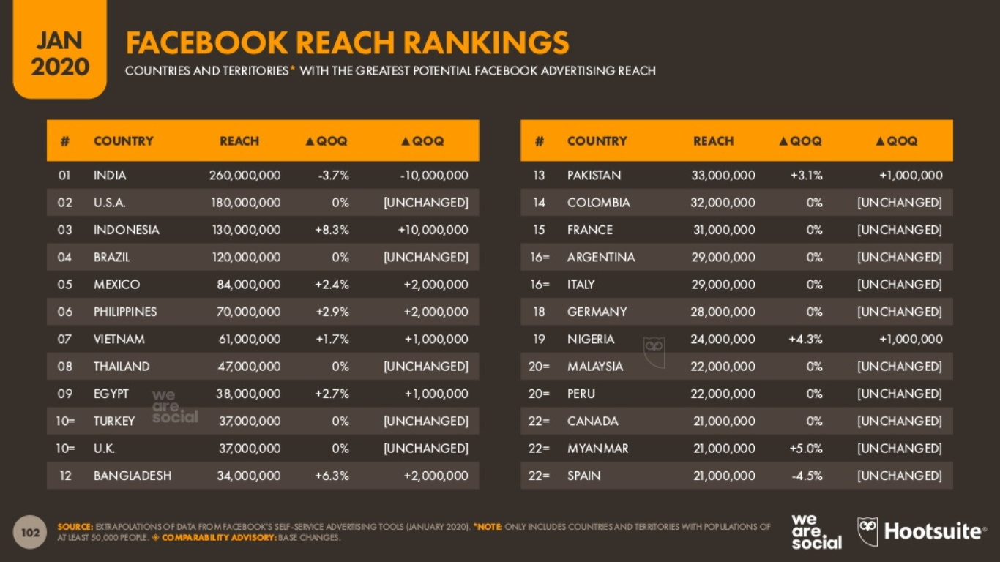 JAN
2020
FACEBOOK REACH RANKINGS
COUNTRIES AND TERRITORIES* WITH THE GREATEST POTENTIAL FACEBOOK ADVERTISING REACH
# COUNTRY REACH ▲QOQ ▲QOQ
01 INDIA 260,000,000 -3.7% -10,000,000
02 U.S.A. 180,000,000 0% [UNCHANGED]
03 INDONESIA 130,000,000 +8.3% +10,000,000
04 BRAZIL 120,000,000 0% [UNCHANGED]
05 MEXICO 84,000,000 +2.4% +2,000,000
06 PHILIPPINES 70,000,000 +2.9% +2,000,000
07 VIETNAM 61,000,000 +1.7% +1,000,000
08 THAILAND 47,000,000 0% [UNCHANGED]
09 EGYPT 38,000,000 +2.7% +1,000,000
10= TURKEY 37,000,000 0% [UNCHANGED]
10= U.K. 37,000,000 0% [UNCHANGED]
12 BANGLADESH 34,000,000 +6.3% +2,000,000
we
are
social
# COUNTRY REACH ▲QOQ ▲QOQ
13 PAKISTAN 33,000,000 +3.1% +1,000,000
14 COLOMBIA 32,000,000 0% [UNCHANGED]
15 FRANCE 31,000,000 0% [UNCHANGED]
16= ARGENTINA 29,000,000 0% [UNCHANGED]
16= ITALY 29,000,000 0% [UNCHANGED]
18 GERMANY 28,000,000 0% [UNCHANGED]
19 NIGERIA 24,000,000 +4.3% +1,000,000
20= MALAYSIA 22,000,000 0% [UNCHANGED]
20= PERU 22,000,000 0% [UNCHANGED]
22= CANADA 21,000,000 0% [UNCHANGED]
22= MYANMAR 21,000,000 +5.0% [UNCHANGED]
22= SPAIN 21,000,000 -4.5% [UNCHANGED]
102
SOURCE: EXTRAPOLATIONS OF DATA FROM FACEBOOK'S SELF-SERVICE ADVERTISING TOOLS (JANUARY 2020). *NOTE: ONLY INCLUDES COUNTRIES AND TERRITORIES WITH POPULATIONS OF
AT LEAST 50,000 PEOPLE. ◈ COMPARABILITY ADVISORY: BASE CHANGES.
we
are
social
Hootsuite®